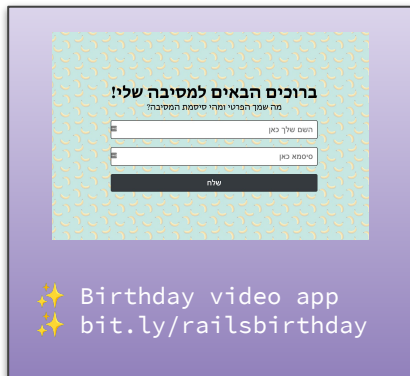 ברוכים הבאים למסיבה שלי!
מה שמך הפרטי ומהי סיסמת המסיבה?
השם שלך כאן
סיסמא כאן
שלח
✨ Birthday video app
✨ bit.ly/railsbirthday